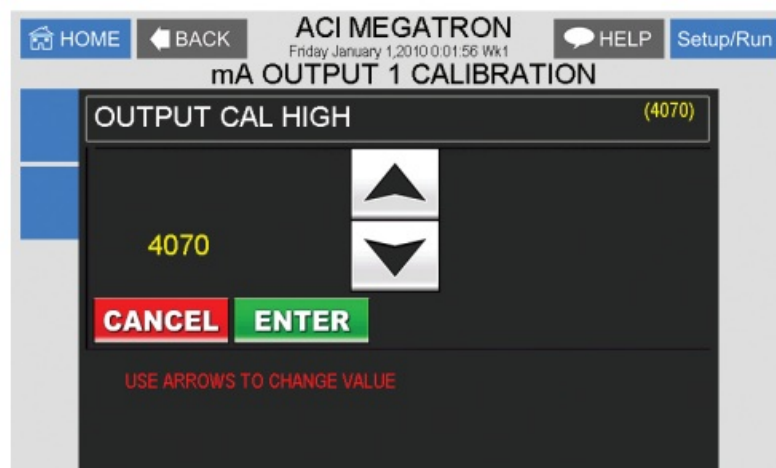 HOME
BACK
ACI MEGATRON
Friday January 1,2010 0:01:56 Wk1
HELP
Setup/Run
mA OUTPUT 1 CALIBRATION
OUTPUT CAL HIGH
(4070)
4070
CANCEL
ENTER
USE ARROWS TO CHANGE VALUE